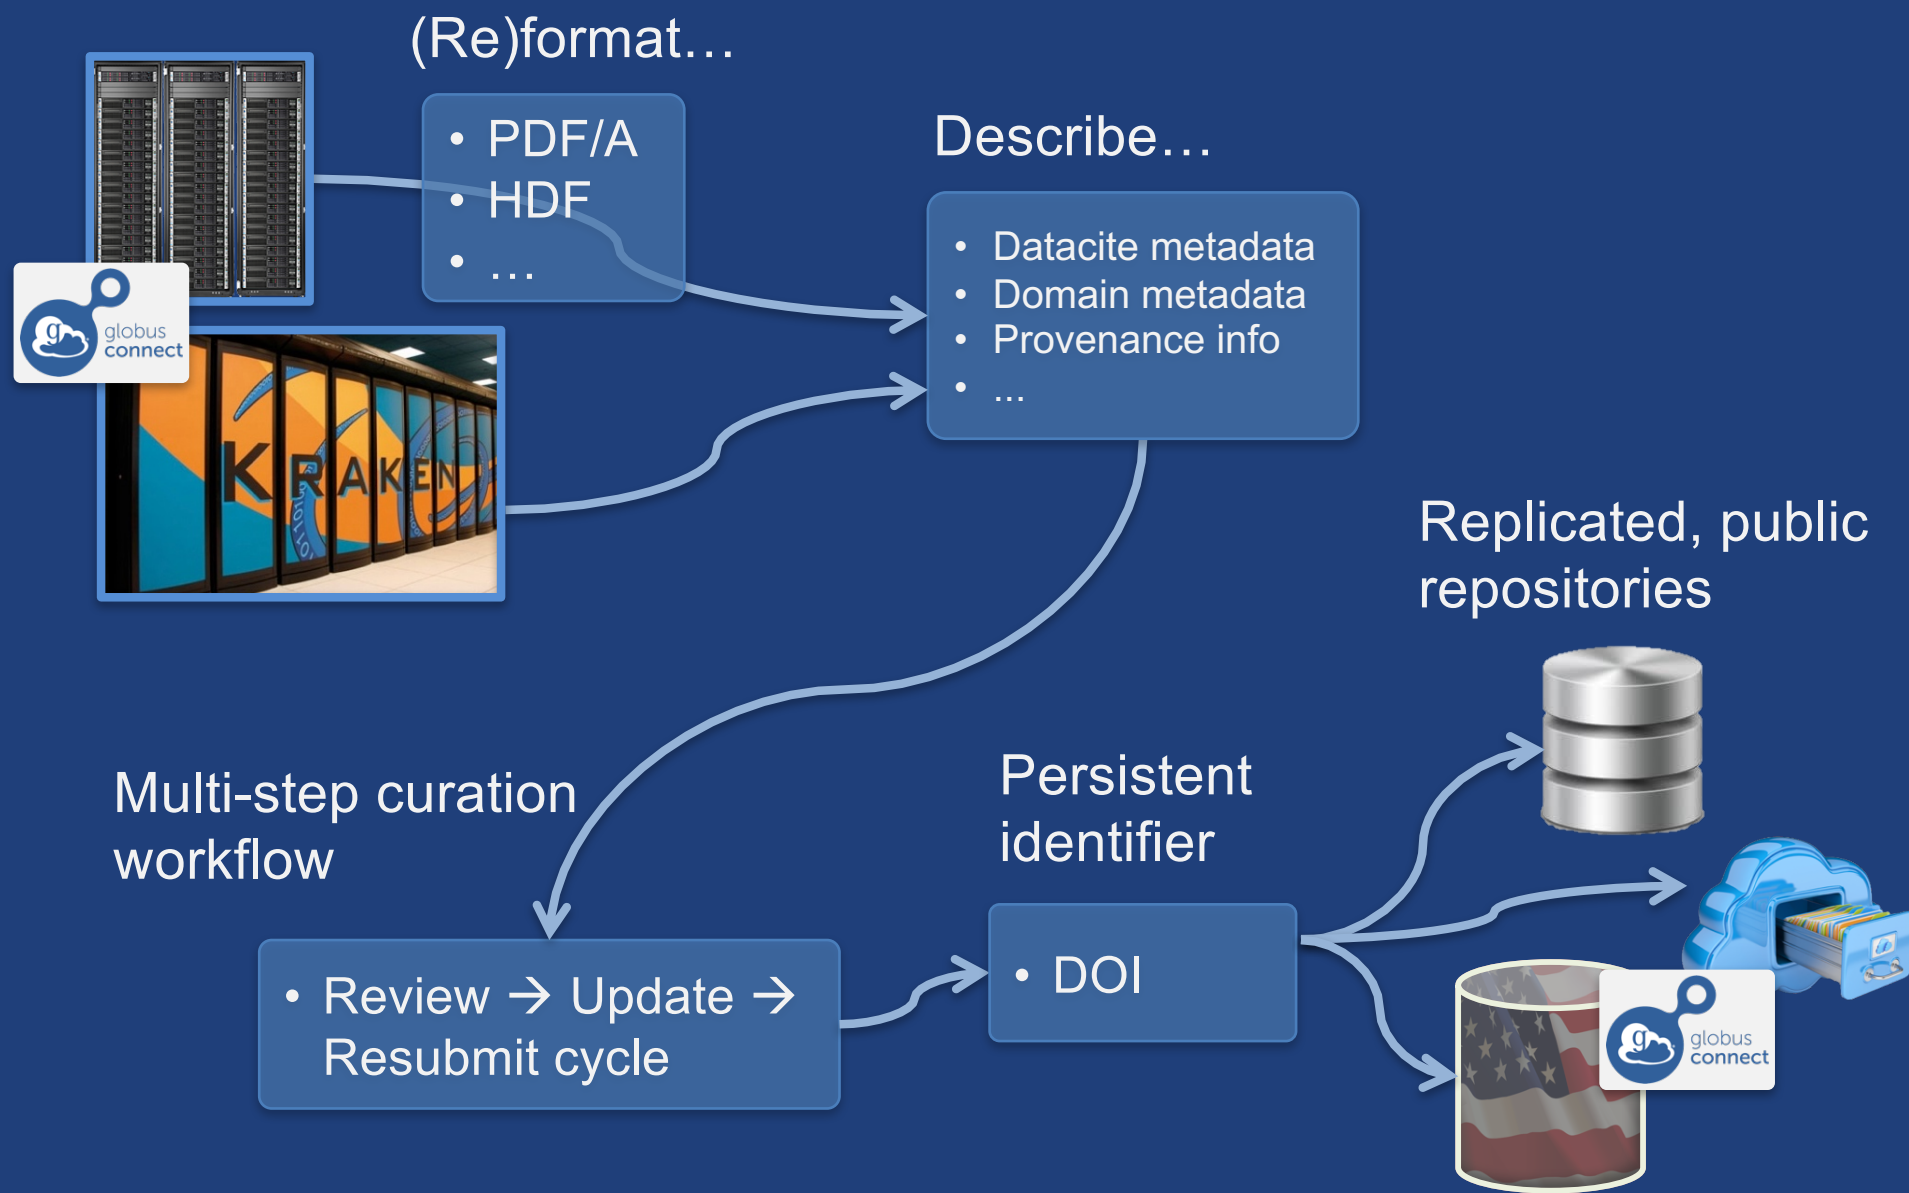 (Re)format…
• PDF/A
• HDF
• …
Describe…
• Datacite metadata
• Domain metadata
• Provenance info
• ...
globus
connect
KRAKEN
Replicated, public
repositories
Multi-step curation
workflow
• Review → Update →
Resubmit cycle
Persistent
identifier
• DOI
globus
connect